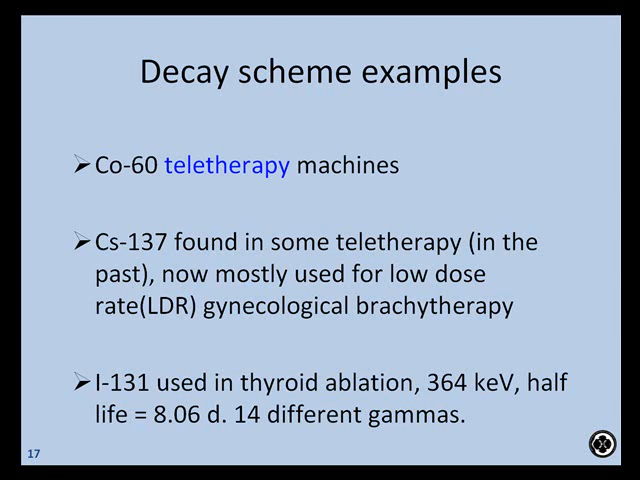 Decay scheme examples
➢Co-60 teletherapy machines
➢Cs-137 found in some teletherapy (in the
past), now mostly used for low dose
rate(LDR) gynecological brachytherapy
➢I-131 used in thyroid ablation, 364 keV, half
life = 8.06 d. 14 different gammas.
17